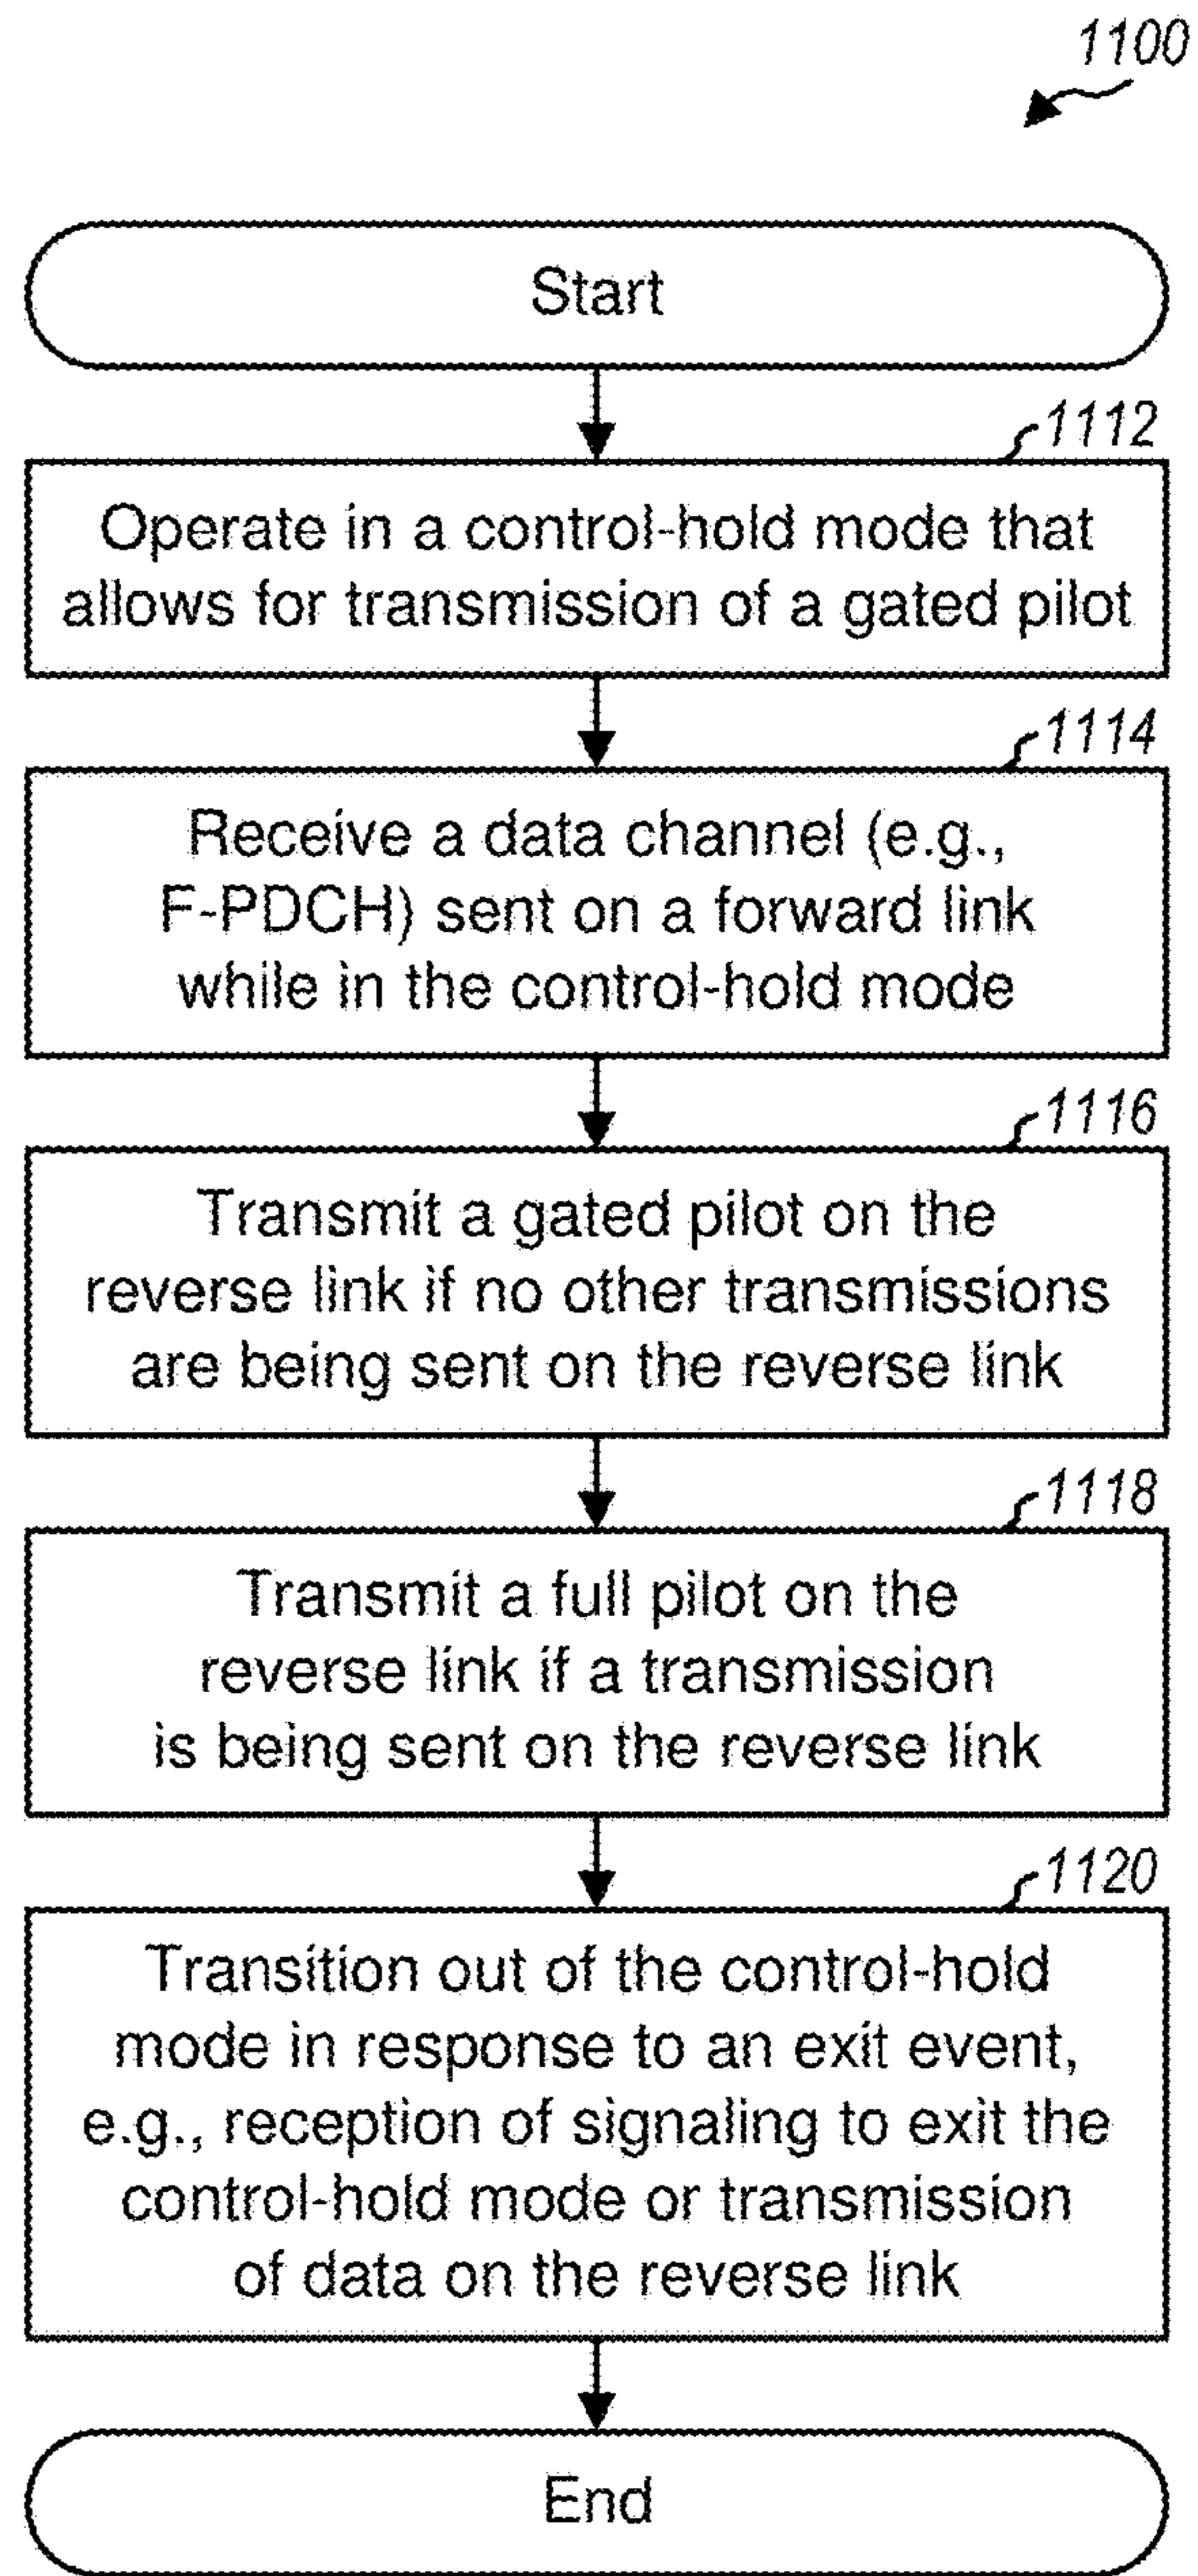 1100
Start
1112
Operate in a control-hold mode that
allows for transmission of a gated pilot
1114
Receive a data channel (e.g.,
F-PDCH) sent on a forward link
while in the control-hold mode
1116
Transmit a gated pilot on the
reverse link if no other transmissions
are being sent on the reverse link
1118
Transmit a full pilot on the
reverse link if a transmission
is being sent on the reverse link
1120
Transition out of the control-hold
mode in response to an exit event,
e.g., reception of signaling to exit the
control-hold mode or transmission
of data on the reverse link
End